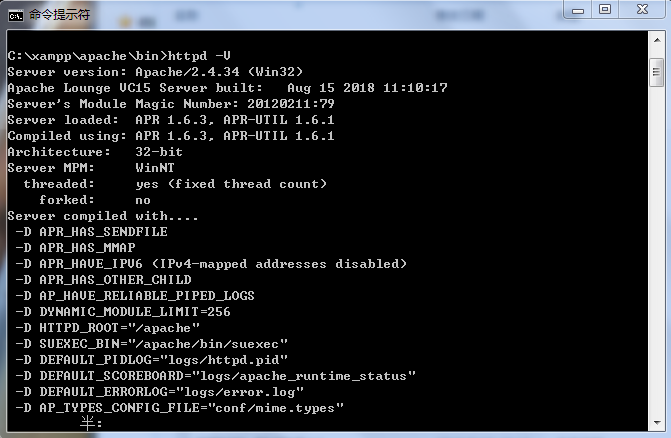 命令提示符
C:\xampp\apache\bin>httpd -V
Server version: Apache/2.4.34 (Win32)
Apache Lounge VC15 Server built:   Aug 15 2018 11:10:17
Server's Module Magic Number: 20120211:79
Server loaded:  APR 1.6.3, APR-UTIL 1.6.1
Compiled using: APR 1.6.3, APR-UTIL 1.6.1
Architecture:   32-bit
Server MPM:     WinNT
  threaded:     yes (fixed thread count)
    forked:     no
Server compiled with....
 -D APR_HAS_SENDFILE
 -D APR_HAS_MMAP
 -D APR_HAVE_IPV6 (IPv4-mapped addresses disabled)
 -D APR_HAS_OTHER_CHILD
 -D AP_HAVE_RELIABLE_PIPED_LOGS
 -D DYNAMIC_MODULE_LIMIT=256
 -D HTTPD_ROOT="/apache"
 -D SUEXEC_BIN="/apache/bin/suexec"
 -D DEFAULT_PIDLOG="logs/httpd.pid"
 -D DEFAULT_SCOREBOARD="logs/apache_runtime_status"
 -D DEFAULT_ERRORLOG="logs/error.log"
 -D AP_TYPES_CONFIG_FILE="conf/mime.types"
半: